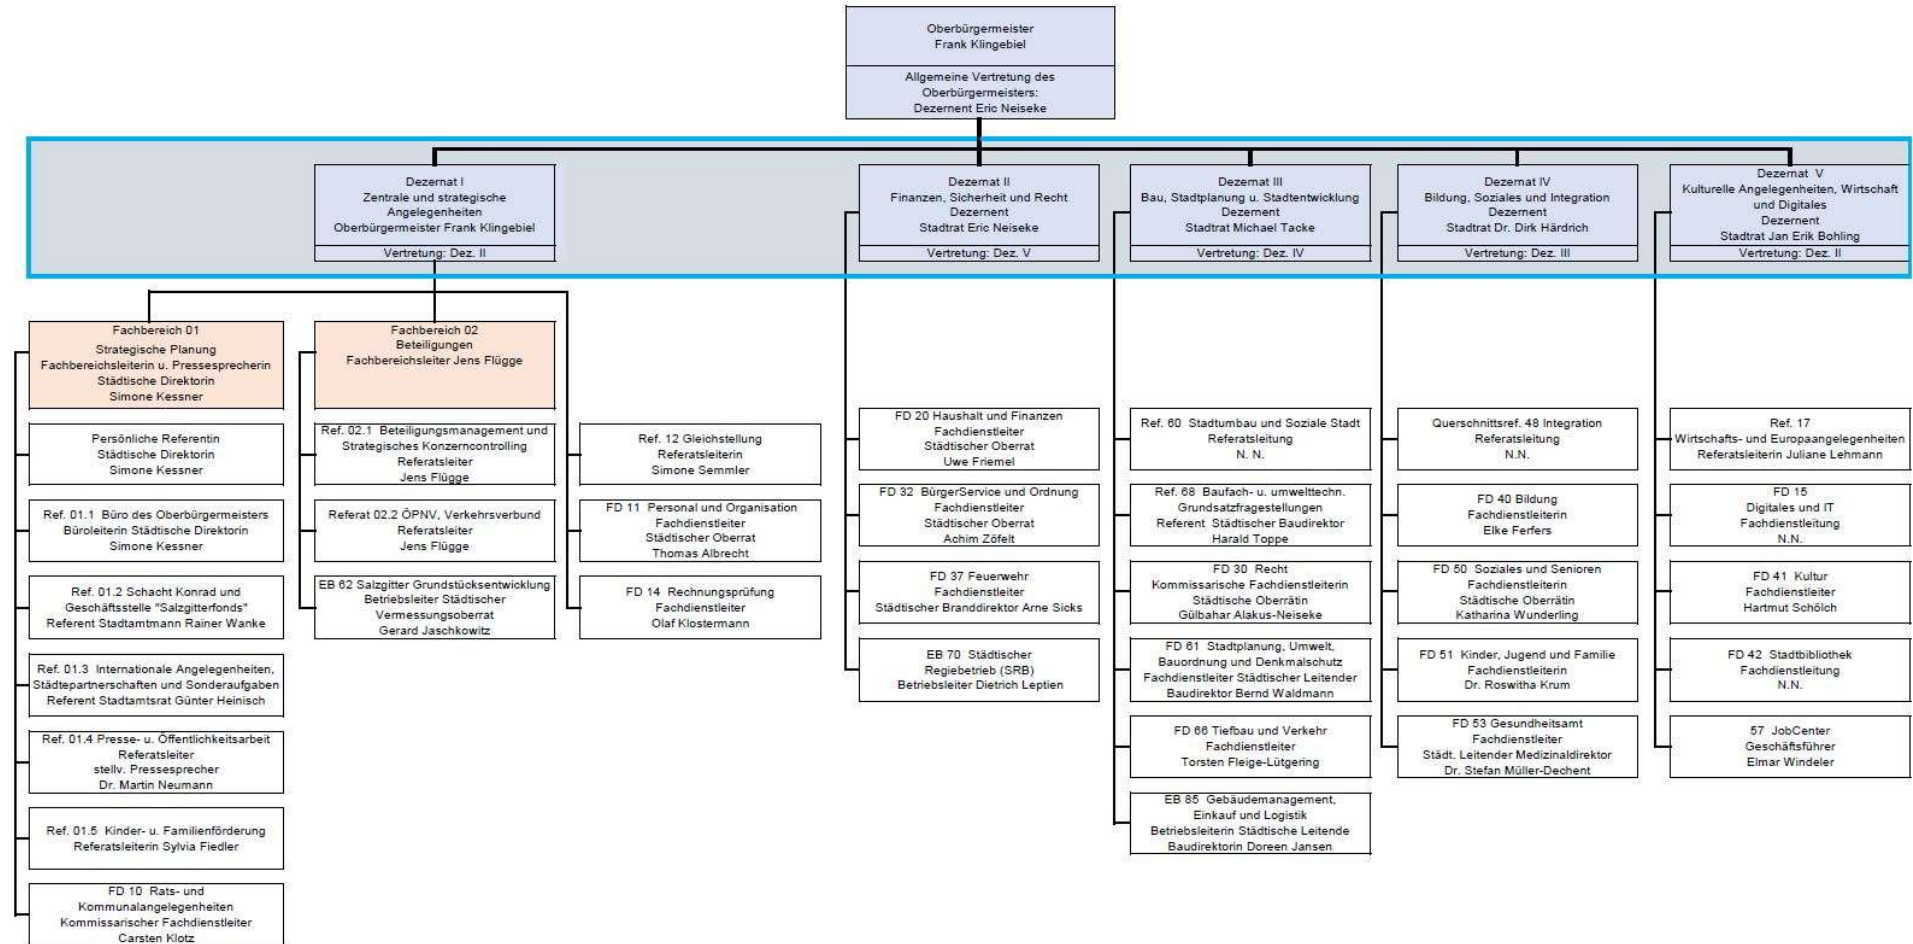 Oberbürgermeister
Frank Klingebiel
Allgemeine Vertretung des
Oberbürgermeisters:
Dezernent Eric Neiseke
Dezernat I
Zentrale und strategische
Angelegenheiten
Oberbürgermeister Frank Klingebiel
Vertretung: Dez. II
Dezernat II
Finanzen, Sicherheit und Recht
Dezernent
Stadtrat Eric Neiseke
Vertretung: Dez. V
Dezernat III
Bau, Stadtplanung u. Stadtentwicklung
Dezernent
Stadtrat Michael Tacke
Vertretung: Dez. IV
Dezernat IV
Bildung, Soziales und Integration
Dezernent
Stadtrat Dr. Dirk Härdrich
Vertretung: Dez. III
Dezernat V
Kulturelle Angelegenheiten, Wirtschaft
und Digitales
Dezernent
Stadtrat Jan Erik Bohling
Vertretung: Dez. II
Fachbereich 01
Strategische Planung
Fachbereichsleiterin u. Pressesprecherin
Städtische Direktorin
Simone Kessner
Persönliche Referentin
Städtische Direktorin
Simone Kessner
Ref. 01.1 Büro des Oberbürgermeisters
Büroleiterin Städtische Direktorin
Simone Kessner
Ref. 01.2 Schacht Konrad und
Geschäftsstelle "Salzgitterfonds"
Referent Stadtamtmann Rainer Wanke
Ref. 01.3 Internationale Angelegenheiten,
Städtepartnerschaften und Sonderaufgaben
Referent Stadtamtsrat Günter Heinisch
Ref. 01.4 Presse- u. Öffentlichkeitsarbeit
Referatsleiter
stellv. Pressesprecher
Dr. Martin Neumann
Ref. 01.5 Kinder- u. Familienförderung
Referatsleiterin Sylvia Fiedler
FD 10 Rats- und
Kommunalangelegenheiten
Kommissarischer Fachdienstleiter
Carsten Klotz
Fachbereich 02
Beteiligungen
Fachbereichsleiter Jens Flügge
Ref. 02.1 Beteiligungsmanagement und
Strategisches Konzerncontrolling
Referatsleiter
Jens Flügge
Referat 02.2 ÖPNV, Verkehrsverbund
Referatsleiter
Jens Flügge
EB 62 Salzgitter Grundstücksentwicklung
Betriebsleiter Städtischer
Vermessungsoberrat
Gerard Jaschkowitz
Ref. 12 Gleichstellung
Referatsleiterin
Simone Semmler
FD 11 Personal und Organisation
Fachdienstleiter
Städtischer Oberrat
Thomas Albrecht
FD 14 Rechnungsprüfung
Fachdienstleiter
Olaf Klostermann
FD 20 Haushalt und Finanzen
Fachdienstleiter
Städtischer Oberrat
Uwe Friemel
FD 32 BürgerService und Ordnung
Fachdienstleiter
Städtischer Oberrat
Achim Zöfelt
FD 37 Feuerwehr
Fachdienstleiter
Städtischer Branddirektor Arne Sicks
EB 70 Städtischer
Regiebetrieb (SRB)
Betriebsleiter Dietrich Leptien
Ref. 60 Stadtumbau und Soziale Stadt
Referatsleitung
N. N.
Ref. 68 Baufach- u. umwelttechn.
Grundsatzfragestellungen
Referent Städtischer Baudirektor
Harald Toppe
FD 30 Recht
Kommissarische Fachdienstleiterin
Städtische Oberrätin
Gülbahar Alakus-Neiseke
FD 61 Stadtplanung, Umwelt,
Bauordnung und Denkmalschutz
Fachdienstleiter Städtischer Leitender
Baudirektor Bernd Waldmann
FD 66 Tiefbau und Verkehr
Fachdienstleiter
Torsten Fleige-Lütgering
EB 85 Gebäudemanagement,
Einkauf und Logistik
Betriebsleiterin Städtische Leitende
Baudirektorin Doreen Jansen
Querschnittsref. 48 Integration
Referatsleitung
N.N.
FD 40 Bildung
Fachdienstleiterin
Elke Ferfers
FD 50 Soziales und Senioren
Fachdienstleiterin
Städtische Oberrätin
Katharina Wunderling
FD 51 Kinder, Jugend und Familie
Fachdienstleiterin
Dr. Roswitha Krum
FD 53 Gesundheitsamt
Fachdienstleiter
Städt. Leitender Medizinaldirektor
Dr. Stefan Müller-Dechent
Ref. 17
Wirtschafts- und Europaangelegenheiten
Referatsleiterin Juliane Lehmann
FD 15
Digitales und IT
Fachdienstleitung
N.N.
FD 41 Kultur
Fachdienstleiter
Hartmut Schölch
FD 42 Stadtbibliothek
Fachdienstleitung
N.N.
57 JobCenter
Geschäftsführer
Elmar Windeler